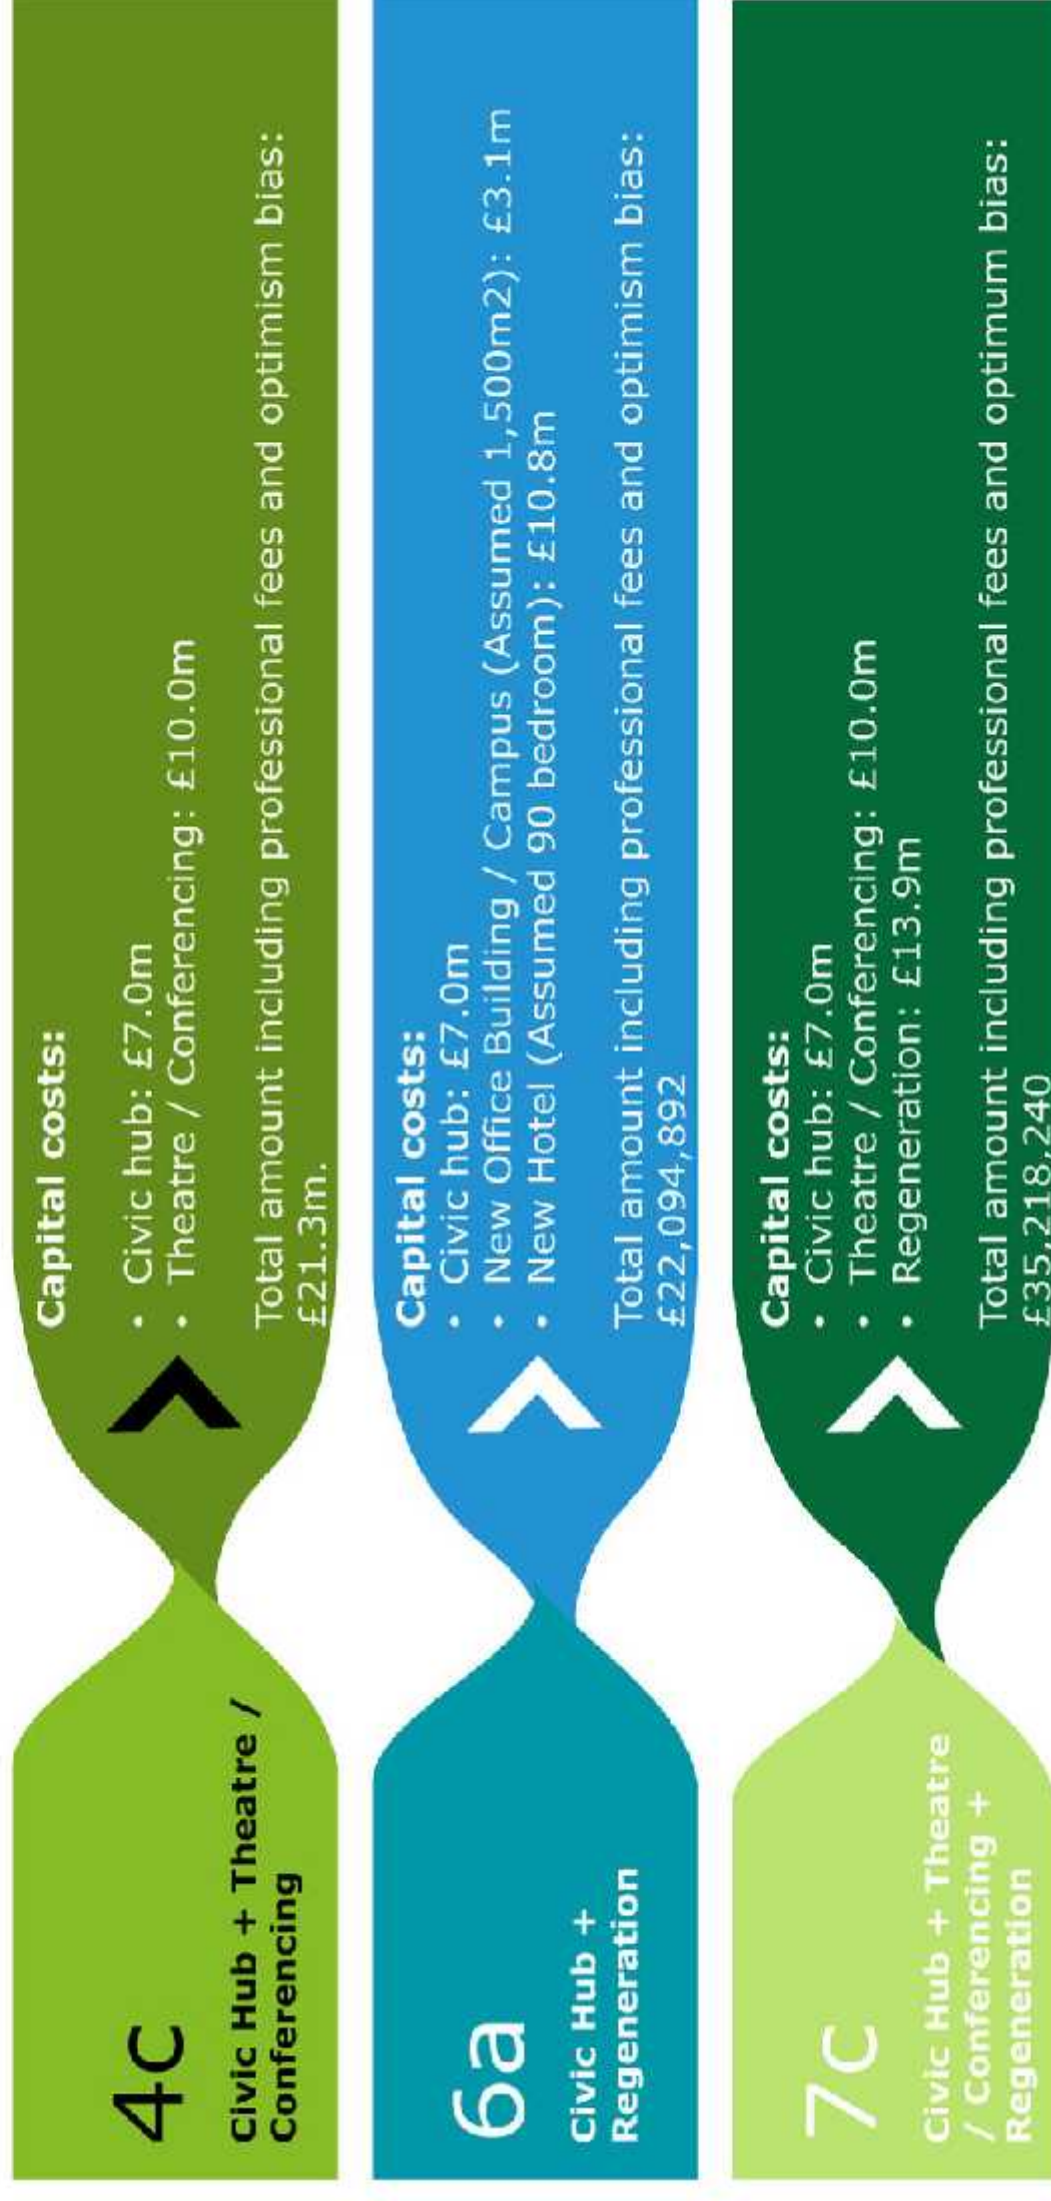 4c
Civic Hub + Theatre /
Conferencing
Capital costs:
• Civic hub: £7.0m
• Theatre / Conferencing: £10.0m
Total amount including professional fees and optimism bias:
£21.3m.
6a
Civic Hub +
Regeneration
Capital costs:
• Civic hub: £7.0m
• New Office Building / Campus (Assumed 1,500m2): £3.1m
• New Hotel (Assumed 90 bedroom): £10.8m
Total amount including professional fees and optimism bias:
£22,094,892
7c
Civic Hub + Theatre
/ Conferencing +
Regeneration
Capital costs:
• Civic hub: £7.0m
• Theatre / Conferencing: £10.0m
• Regeneration: £13.9m
Total amount including professional fees and optimum bias:
£35,218,240